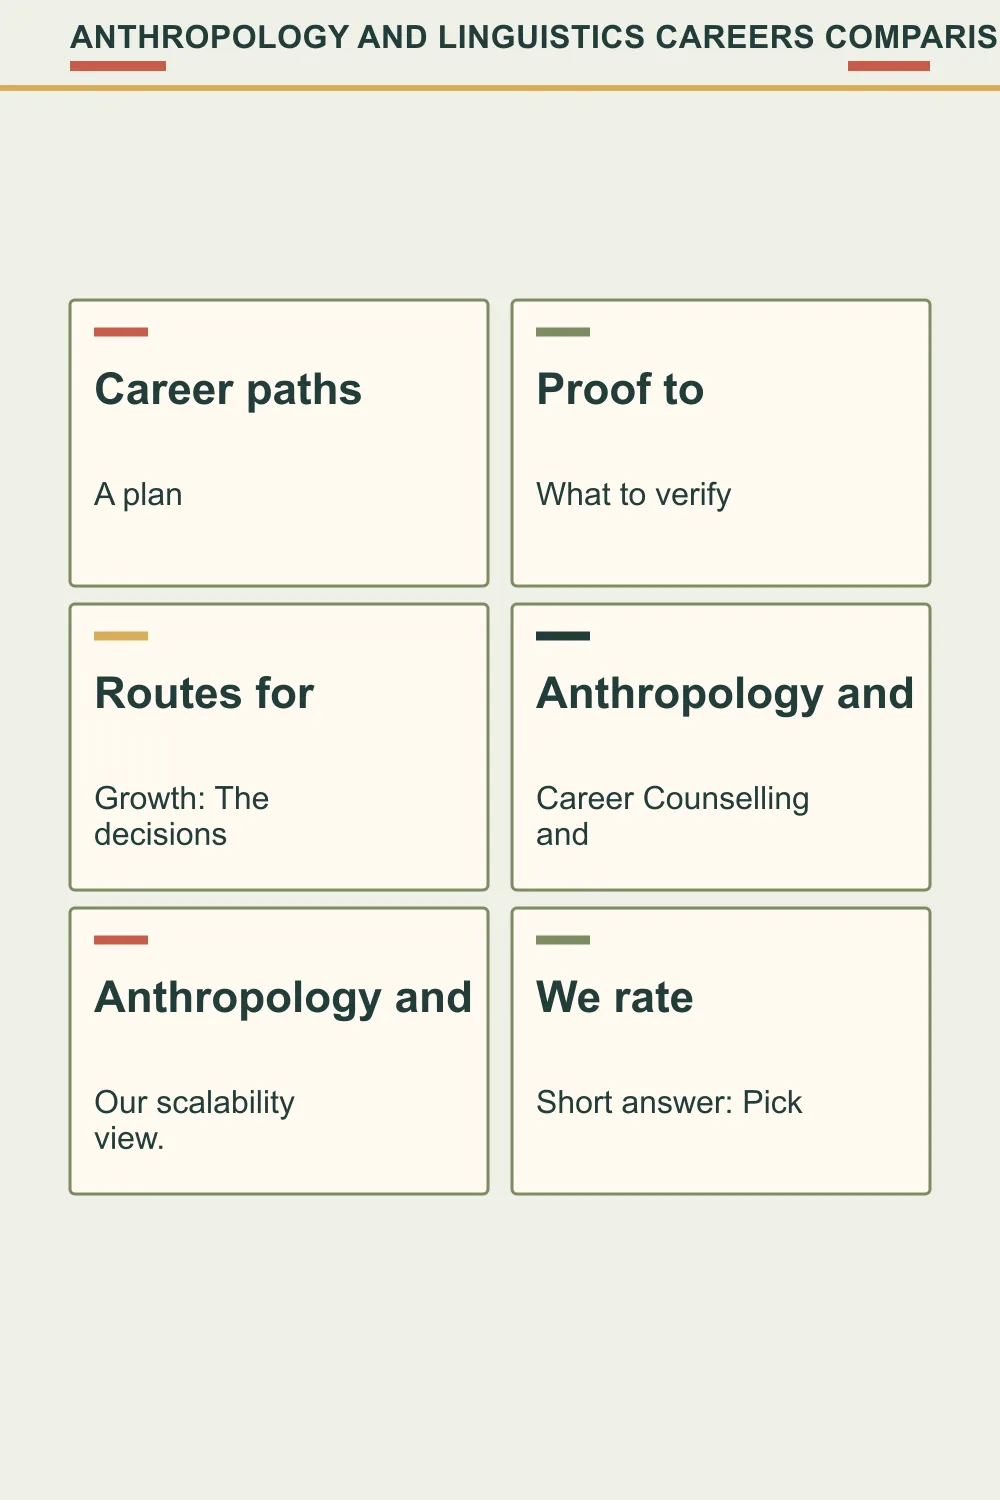 ANTHROPOLOGY AND LINGUISTICS CAREERS COMPARIS
Career paths
A plan
Proof to
What to verify
Routes for
Growth: The
decisions
Anthropology and
Career Counselling
and
Anthropology and
Our scalability
view.
We rate
Short answer: Pick